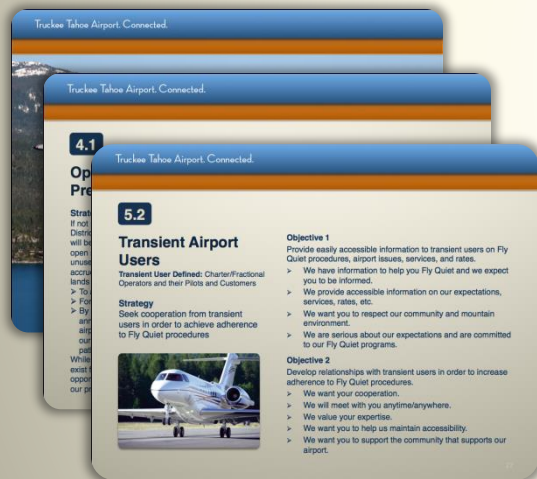 Truckee Tahoe Airport. Connected.
Truckee Tahoe Airport. Connected.
4.1
Op
Pre
Strat
If not
Distri
will be
open
unuse
accru
lands
➤ To
➤ For
➤ By
ann
airp
our
pat
While
exist f
oppor
our pr
Truckee Tahoe Airport. Connected.
5.2
Transient Airport
Users
Transient User Defined: Charter/Fractional
Operators and their Pilots and Customers
Strategy
Seek cooperation from transient
users in order to achieve adherence
to Fly Quiet procedures
Objective 1
Provide easily accessible information to transient users on Fly
Quiet procedures, airport issues, services, and rates.
➤ We have information to help you Fly Quiet and we expect
you to be informed.
➤ We provide accessible information on our expectations,
services, rates, etc.
➤ We want you to respect our community and mountain
environment.
➤ We are serious about our expectations and are committed
to our Fly Quiet programs.
Objective 2
Develop relationships with transient users in order to increase
adherence to Fly Quiet procedures.
➤ We want your cooperation.
➤ We will meet with you anytime/anywhere.
➤ We value your expertise.
➤ We want you to help us maintain accessibility.
➤ We want you to support the community that supports our
airport.